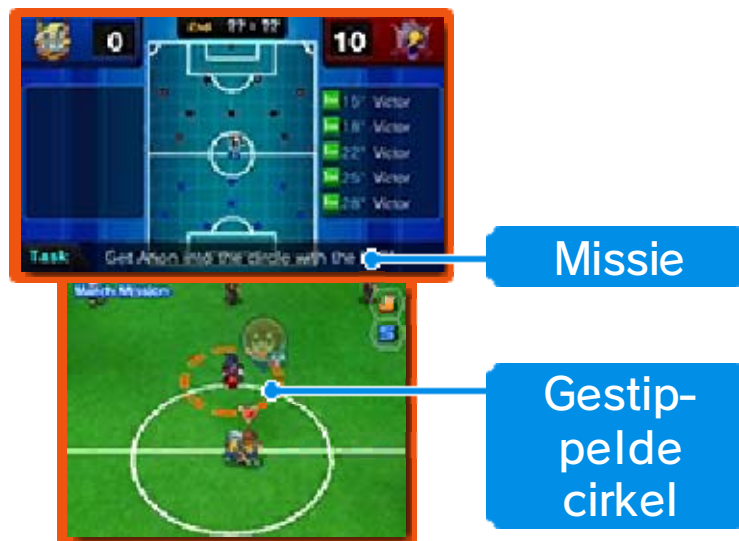 0
2nd
10
15' Victor
18' Victor
22' Victor
25' Victor
28' Victor
Task Get Arion into the circle with the
Match Mission
Missie
Gestip-
pelde
cirkel